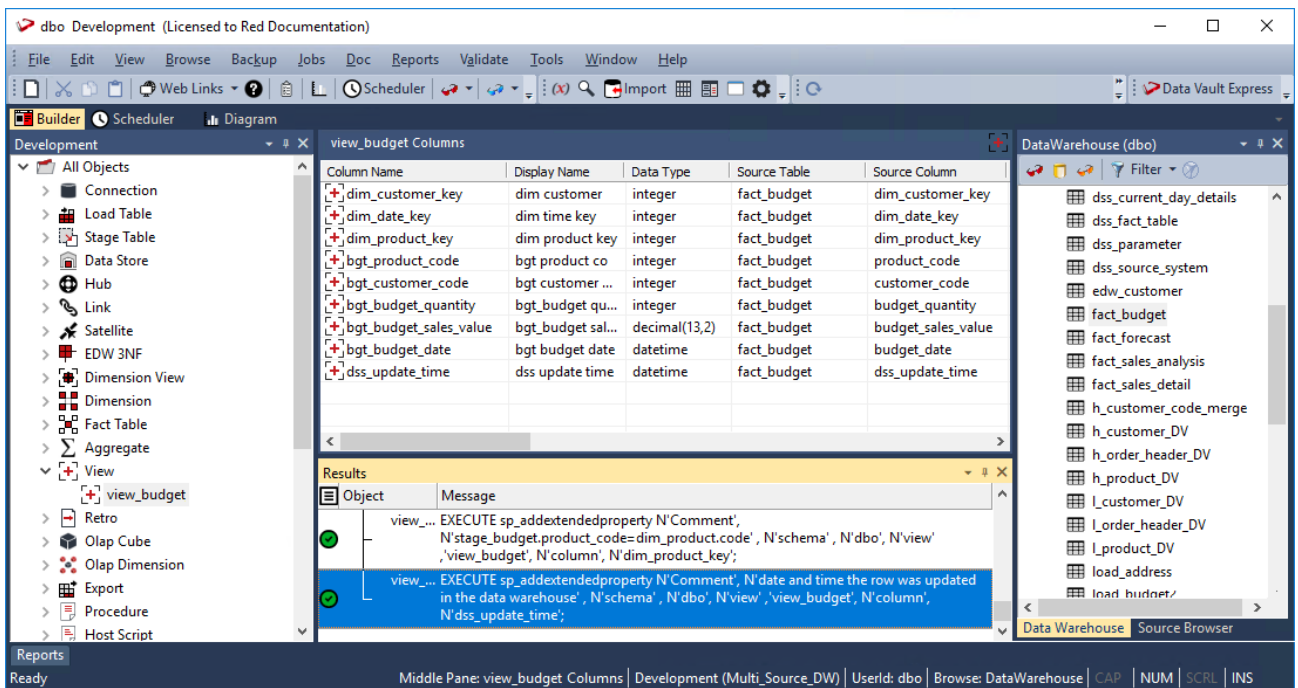 dbo Development (Licensed to Red Documentation)
File Edit View Browse Backup Jobs Doc Reports Validate Tools Window Help
Web Links Scheduler (x) Import Data Vault Express
Builder Scheduler Diagram
Development
All Objects
Connection
Load Table
Stage Table
Data Store
Hub
Link
Satellite
EDW 3NF
Dimension View
Dimension
Fact Table
Aggregate
View
view_budget
Retro
Olap Cube
Olap Dimension
Export
Procedure
Host Script
view_budget Columns
Column Name Display Name Data Type Source Table Source Column
dim_customer_key dim customer integer fact_budget dim_customer_key
dim_date_key dim time key integer fact_budget dim_date_key
dim_product_key dim product key integer fact_budget dim_product_key
bgt_product_code bgt product co integer fact_budget product_code
bgt_customer_code bgt customer ... integer fact_budget customer_code
bgt_budget_quantity bgt_budget qu... integer fact_budget budget_quantity
bgt_budget_sales_value bgt_budget sal... decimal(13,2) fact_budget budget_sales_value
bgt_budget_date bgt budget date datetime fact_budget budget_date
dss_update_time dss update time datetime fact_budget dss_update_time
Results
Object Message
view_... EXECUTE sp_addextendedproperty N'Comment',
N'stage_budget.product_code=dim_product.code' , N'schema' , N'dbo', N'view'
,'view_budget', N'column', N'dim_product_key';
view_... EXECUTE sp_addextendedproperty N'Comment', N'date and time the row was updated
in the data warehouse' , N'schema' , N'dbo', N'view' ,'view_budget', N'column',
N'dss_update_time';
DataWarehouse (dbo)
Filter
dss_current_day_details
dss_fact_table
dss_parameter
dss_source_system
edw_customer
fact_budget
fact_forecast
fact_sales_analysis
fact_sales_detail
h_customer_code_merge
h_customer_DV
h_order_header_DV
h_product_DV
l_customer_DV
l_order_header_DV
l_product_DV
load_address
Data Warehouse Source Browser
Reports
Ready Middle Pane: view_budget Columns Development (Multi_Source_DW) UserId: dbo Browse: DataWarehouse CAP NUM SCRL INS